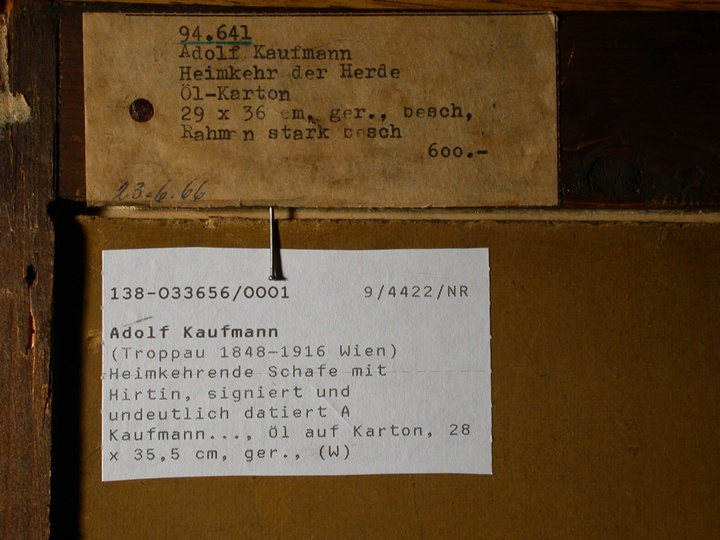 94.641
Adolf Kaufmann
Heimkehr der Herde
Öl-Karton
29 x 36 cm, ger., besch,
Rahmen stark besch
600.-
23.6.66
138-033656/0001 9/4422/NR
Adolf Kaufmann
(Troppau 1848-1916 Wien)
Heimkehrende Schafe mit
Hirtin, signiert und
undeutlich datiert A
Kaufmann..., Öl auf Karton, 28
x 35,5 cm, ger., (W)